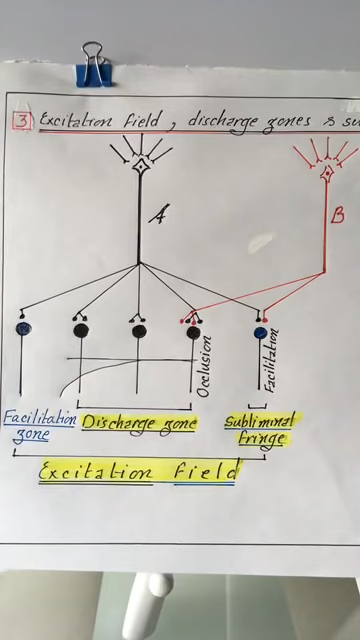 3 Excitation field, discharge zones & su
A
B
Occlusion
Facilitation
Facilitation
zone
Discharge zone
Subliminal
fringe
Excitation field